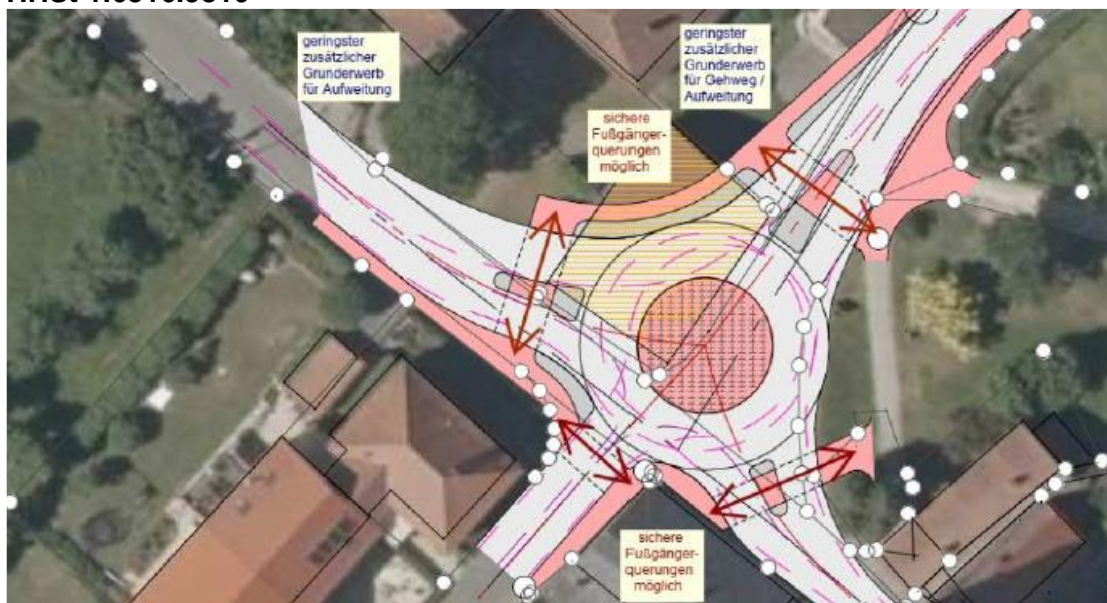 geringster
zusätzlicher
Grunderwerb
für Aufweitung
geringster
zusätzlicher
Grunderwerb
für Gehweg /
Aufweitung
sichere
Fußgänger-
querungen
möglich
sichere
Fußgänger-
querungen
möglich